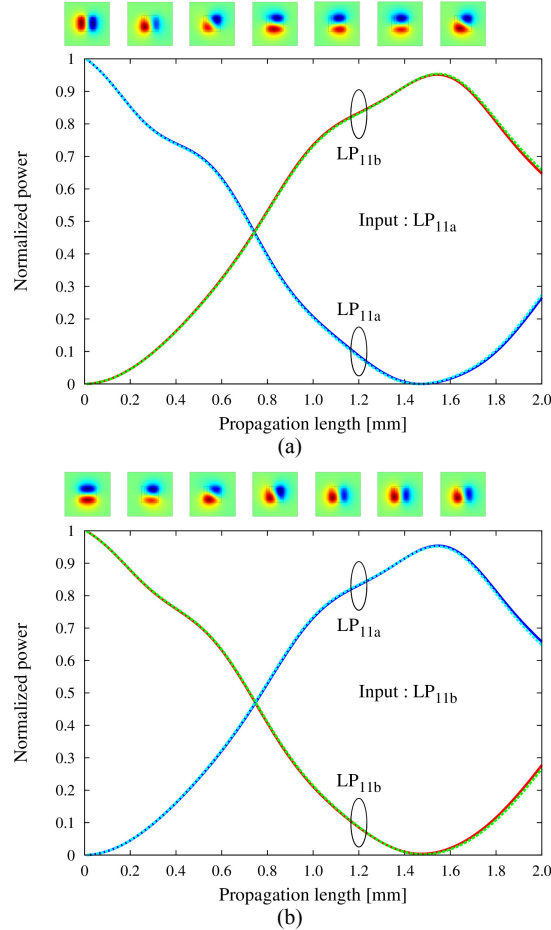 1
0.9
0.8
0.7
0.6
0.5
0.4
0.3
0.2
0.1
0
Normalized power
LP11b
Input : LP11a
LP11a
0 0.2 0.4 0.6 0.8 1.0 1.2 1.4 1.6 1.8 2.0
Propagation length [mm]
(a)
1
0.9
0.8
0.7
0.6
0.5
0.4
0.3
0.2
0.1
0
Normalized power
LP11a
Input : LP11b
LP11b
0 0.2 0.4 0.6 0.8 1.0 1.2 1.4 1.6 1.8 2.0
Propagation length [mm]
(b)